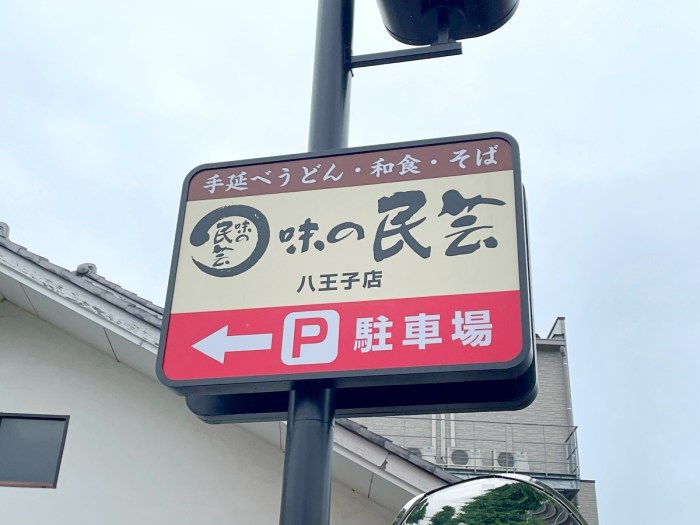 手延べうどん・和食・そば
味の民芸
味の民芸
八王子店
P 駐車場